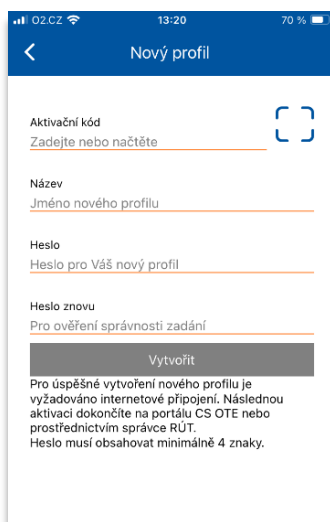 O2.CZ 13:20 70 %
Nový profil
Aktivační kód
Zadejte nebo načtěte
Název
Jméno nového profilu
Heslo
Heslo pro Váš nový profil
Heslo znovu
Pro ověření správnosti zadání
Vytvořit
Pro úspěšné vytvoření nového profilu je
vyžadováno internetové připojení. Následnou
aktivaci dokončíte na portálu CS OTE nebo
prostřednictvím správce RÚT.
Heslo musí obsahovat minimálně 4 znaky.